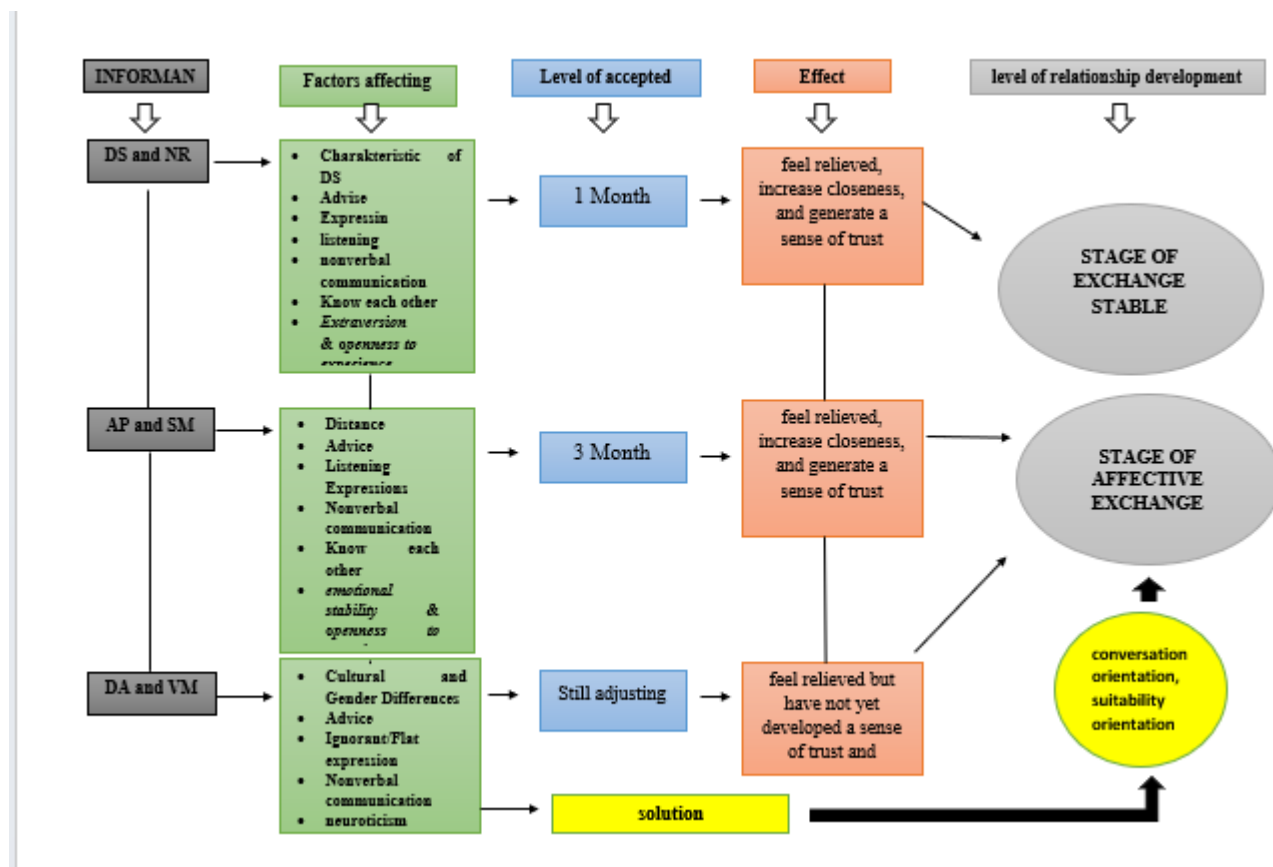 INFORMAN
Factors affecting
Level of accepted
Effect
level of relationship development
DS and NR
• Charakteristic of
DS
• Advise
• Expressin
• listening
• nonverbal
communication
• Know each other
• Extraversion
& openness to
experience
1 Month
feel relieved,
increase closeness,
and generate a
sense of trust
STAGE OF
EXCHANGE
STABLE
AP and SM
• Distance
• Advice
• Listening
Expressions
• Nonverbal
communication
• Know each
other
• emotional
stability &
openness to
3 Month
feel relieved,
increase closeness,
and generate a
sense of trust
STAGE OF
AFFECTIVE
EXCHANGE
DA and VM
• Cultural and
Gender Differences
• Advice
• Ignorant/Flat
expression
• Nonverbal
communication
• neuroticism
Still adjusting
feel relieved but
have not yet
developed a sense
of trust and
conversation
orientation,
suitability
orientation
solution